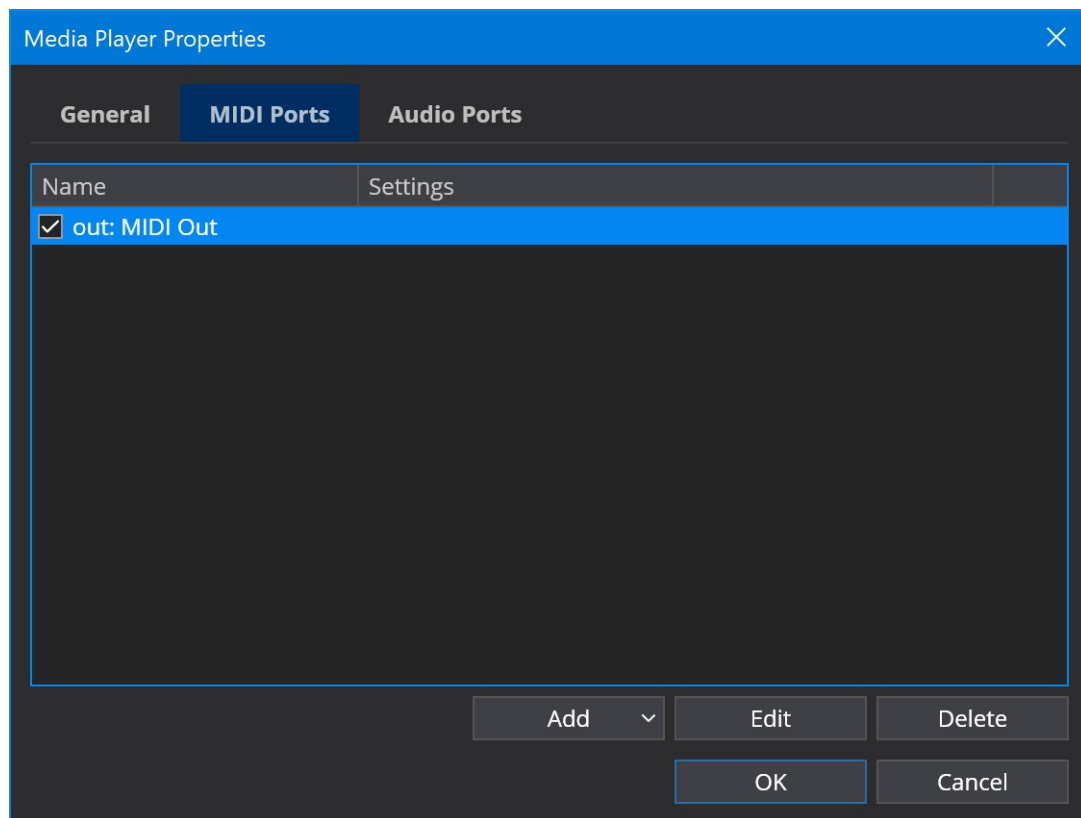 Media Player Properties
General MIDI Ports Audio Ports
Name Settings
out: MIDI Out
Add Edit Delete
OK Cancel